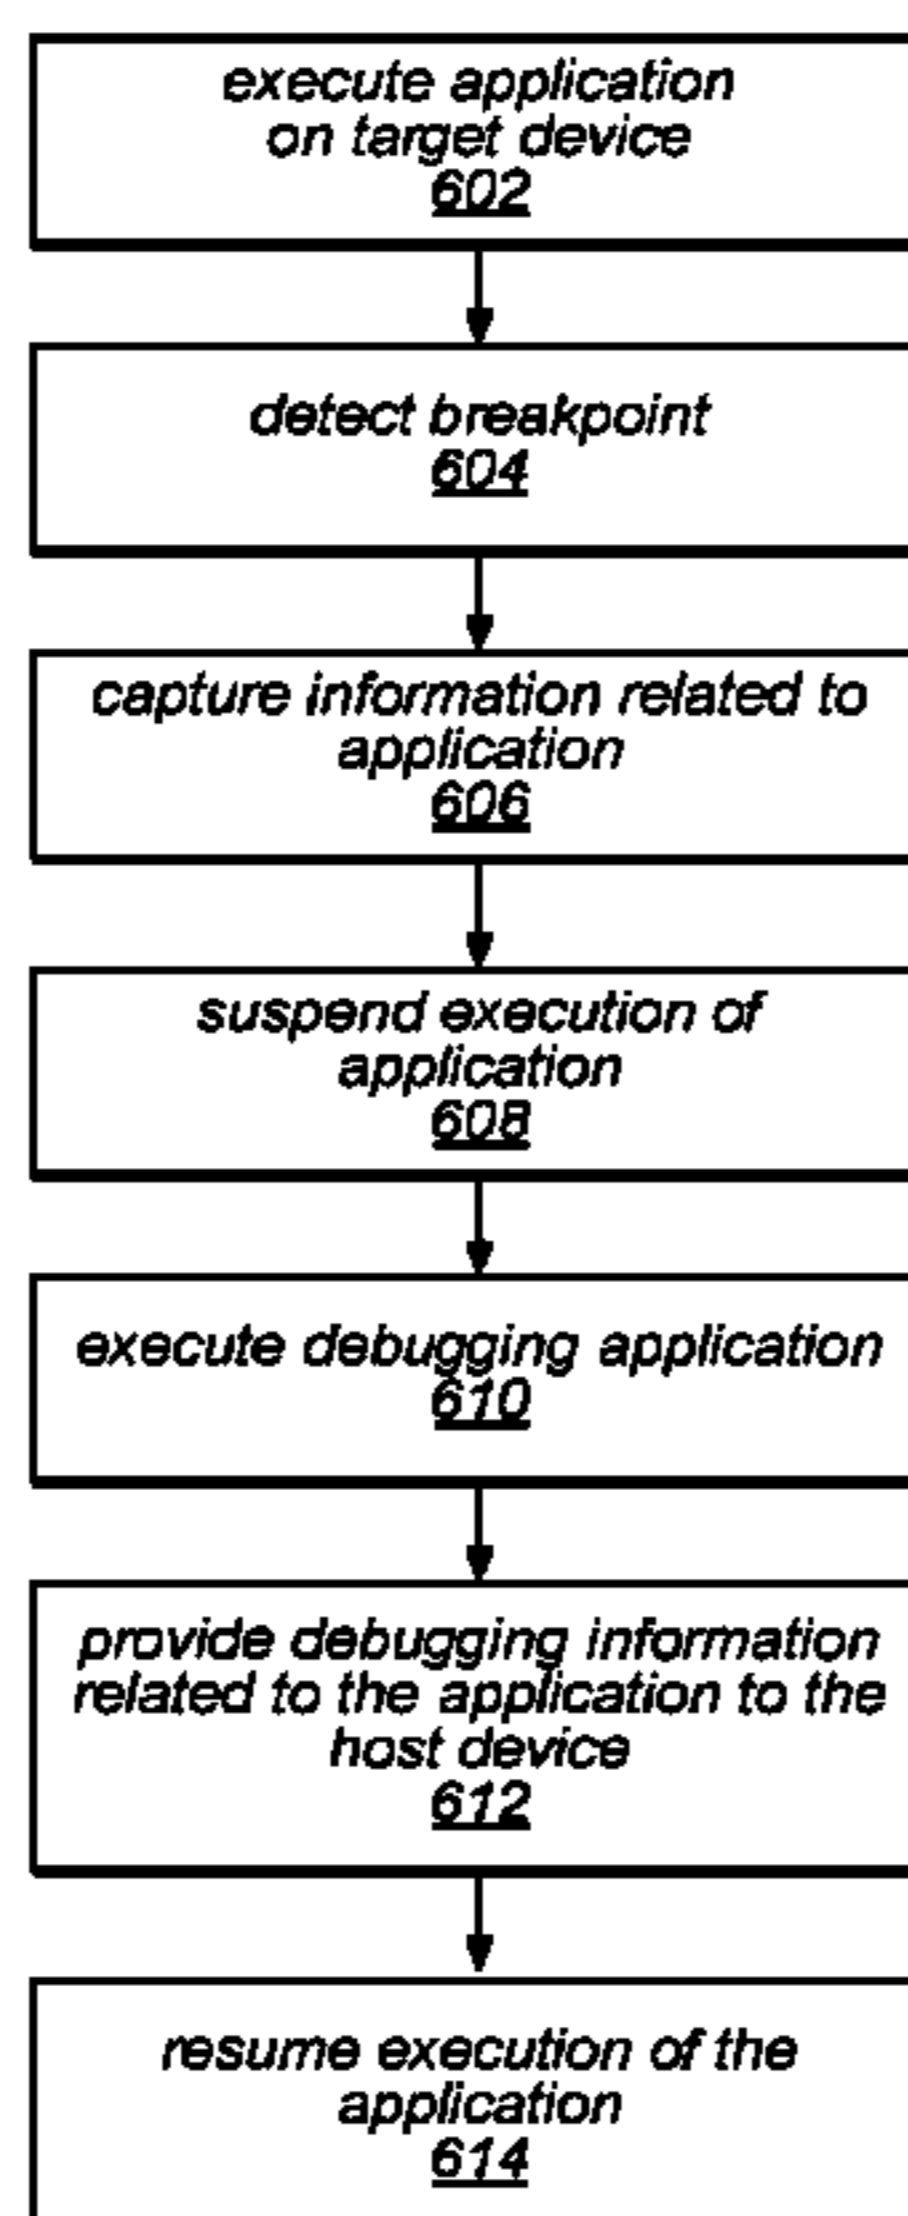 execute application
on target device
602
detect breakpoint
604
capture information related to
application
606
suspend execution of
application
608
execute debugging application
610
provide debugging information
related to the application to the
host device
612
resume execution of the
application
614